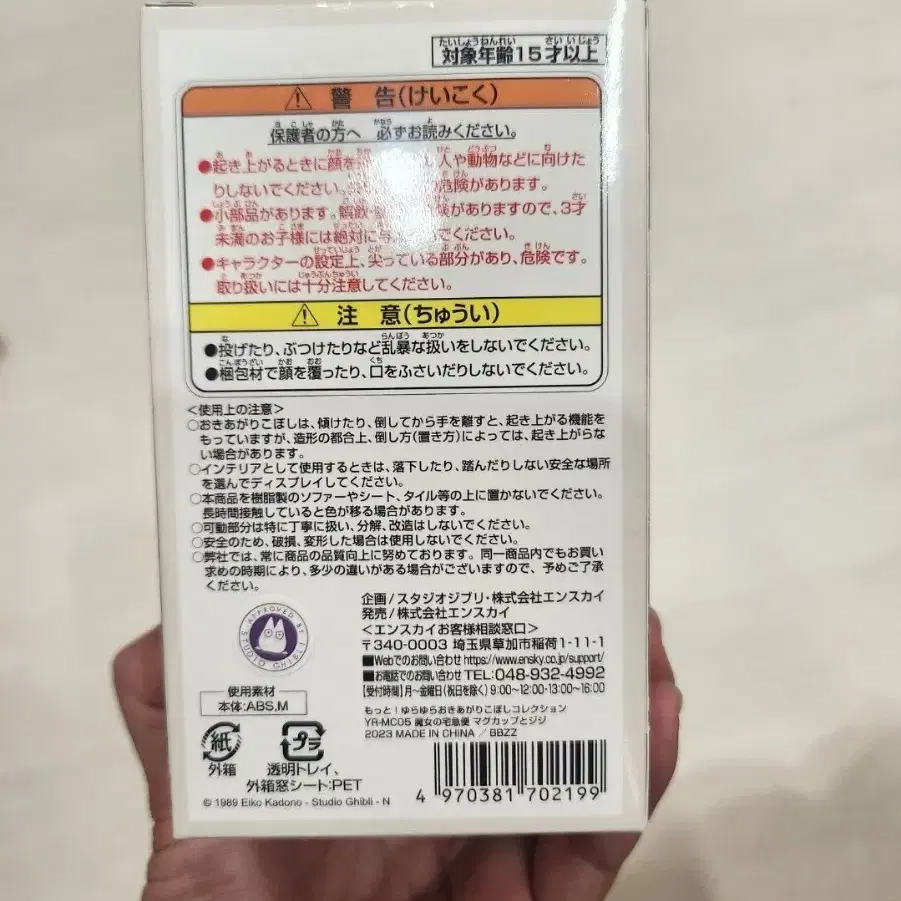 たいしょうねんれい さい いじょう
対象年齢15才以上
⚠ 警 告(けいこく)
保護者の方へ 必ずお読みください。
●起き上がるときに顔を 人や動物などに向けた
りしないでください。 危険があります。
●小部品があります。誤飲・ 険がありますので、3才
未満のお子様には絶対に でください。
●キャラクターの設定上、尖っている部分があり、危険です。
取り扱いには十分注意してください。
⚠ 注 意(ちゅうい)
●投げたり、ぶつけたりなど乱暴な扱いをしないでください。
●梱包材で顔を覆ったり、口をふさいだりしないでください。
<使用上の注意>
○おきあがりこぼしは、傾けたり、倒してから手を離すと、起き上がる機能を
もっていますが、造形の都合上、倒し方(置き方)によっては、起き上がらな
い場合があります。
○インテリアとして使用するときは、落下したり、踏んだりしない安全な場所
を選んでディスプレイしてください。
○本商品を樹脂製のソファーやシート、タイル等の上に置かないでください。
長時間接触していると色が移る場合があります。
○可動部分は特に丁寧に扱い、分解、改造はしないでください。
○安全のため、破損、変形した場合は使用しないでください。
○弊社では、常に商品の品質向上に努めております。同一商品内でもお買い
求めの時期により、多少の違いがある場合がございますので、予めご了承
ください。
企画/スタジオジブリ・株式会社エンスカイ
発売/株式会社エンスカイ
<エンスカイお客様相談窓口>
〒340-0003 埼玉県草加市稲荷1-11-1
■Webでのお問い合わせ https://www.ensky.co.jp/support/
■お電話でのお問い合わせ TEL:048-932-4992
【受付時間】月~金曜日(祝日を除く) 9:00~12:00・13:00~16:00
もっと!ゆらゆらおきあがりこぼしコレクション
YR-MC05 魔女の宅急便 マグカップとジジ
2023 MADE IN CHINA / BBZZ
APPROVED BY
STUDIO GHIBLI
使用素材
本体:ABS,M
紙
外箱
プラ
透明トレイ、
外箱窓シート:PET
© 1989 Eiko Kadono - Studio Ghibli - N
4 970381 702199